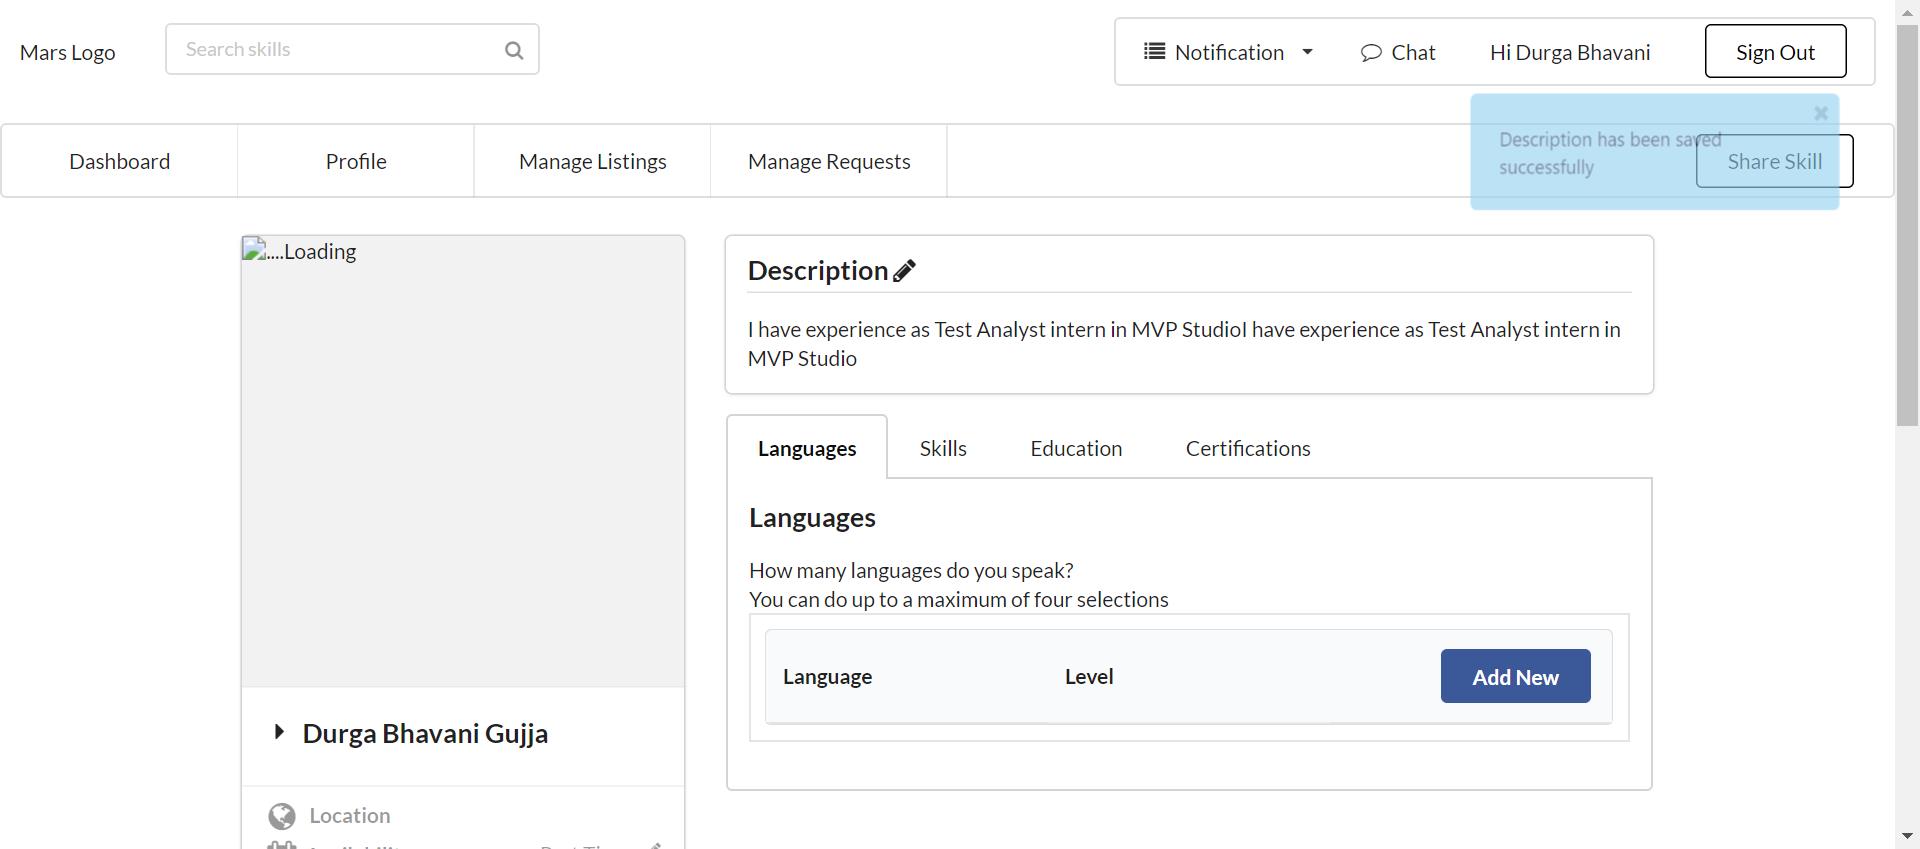 Mars Logo
Search skills
Notification
Chat
Hi Durga Bhavani
Sign Out
Description has been saved
successfully
Dashboard
Profile
Manage Listings
Manage Requests
Share Skill
....Loading
Description
I have experience as Test Analyst intern in MVP StudioI have experience as Test Analyst intern in
MVP Studio
Languages
Skills
Education
Certifications
Languages
How many languages do you speak?
You can do up to a maximum of four selections
Language
Level
Add New
Durga Bhavani Gujja
Location